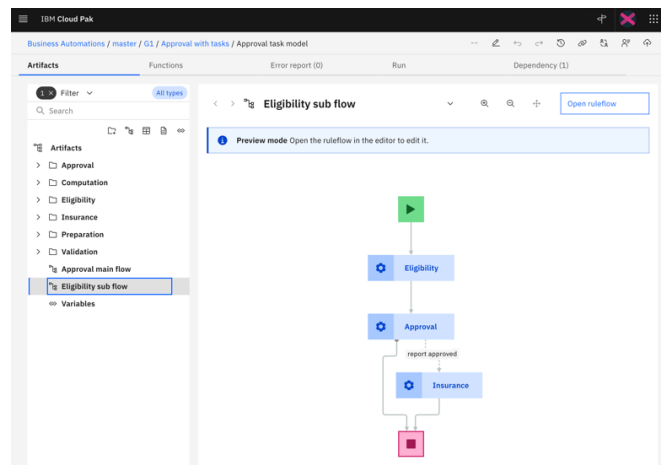 IBM Cloud Pak
Business Automations / master / G1 / Approval with tasks / Approval task model
Artifacts
Functions
Error report (0)
Run
Dependency (1)
1 ×
Filter
All types
Search
Artifacts
Approval
Computation
Eligibility
Insurance
Preparation
Validation
Approval main flow
Eligibility sub flow
Variables
Eligibility sub flow
Open ruleflow
Preview mode Open the ruleflow in the editor to edit it.
Eligibility
Approval
report approved
Insurance